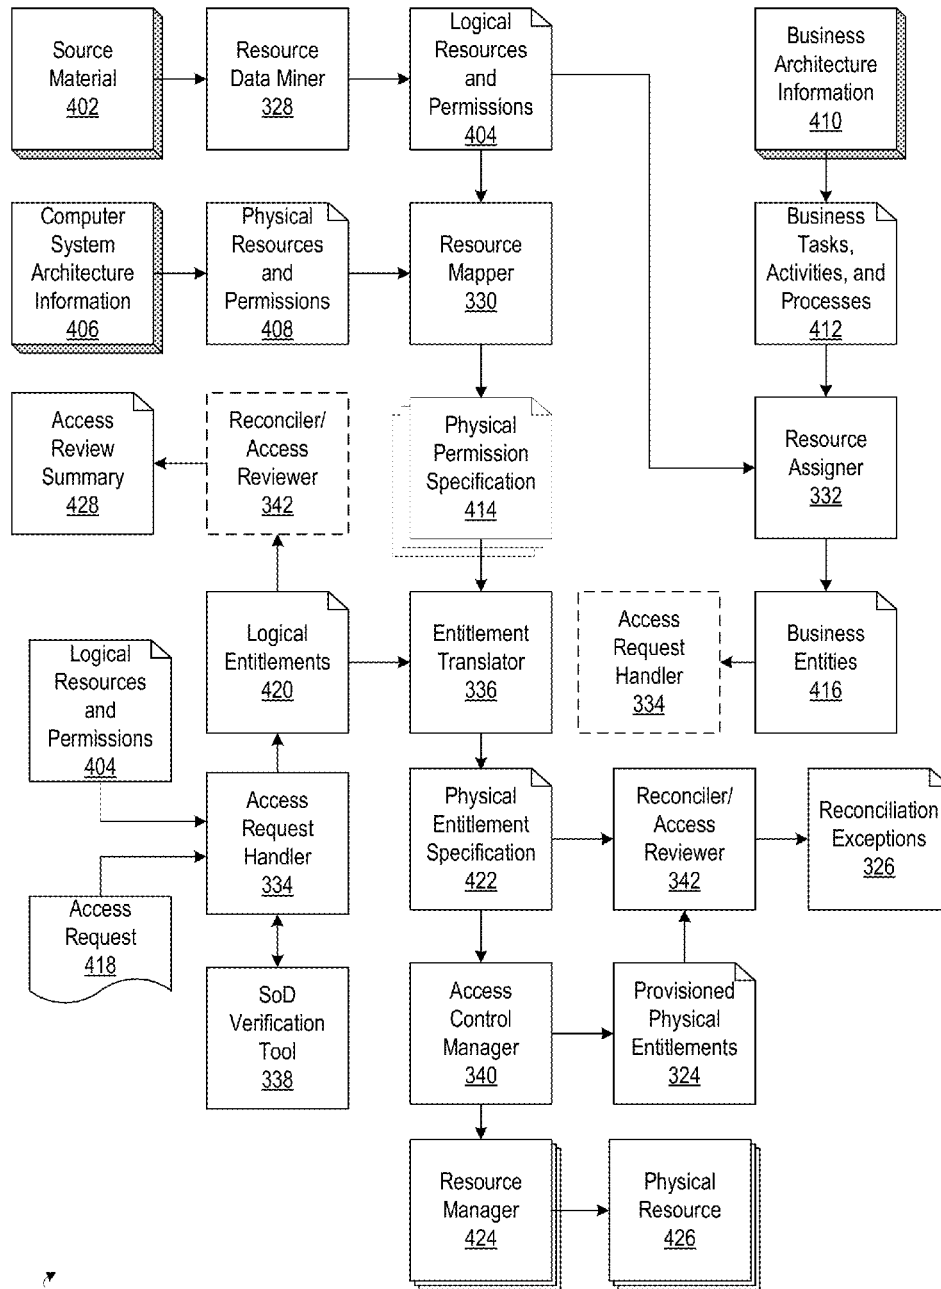 Source
Material
402
Resource
Data Miner
328
Logical
Resources
and
Permissions
404
Business
Architecture
Information
410
Computer
System
Architecture
Information
406
Physical
Resources
and
Permissions
408
Resource
Mapper
330
Business
Tasks,
Activities, and
Processes
412
Access
Review
Summary
428
Reconciler/
Access
Reviewer
342
Physical
Permission
Specification
414
Resource
Assigner
332
Logical
Resources
and
Permissions
404
Logical
Entitlements
420
Entitlement
Translator
336
Access
Request
Handler
334
Business
Entities
416
Access
Request
Handler
334
Physical
Entitlement
Specification
422
Reconciler/
Access
Reviewer
342
Reconciliation
Exceptions
326
Access
Request
418
SoD
Verification
Tool
338
Access
Control
Manager
340
Provisioned
Physical
Entitlements
324
Resource
Manager
424
Physical
Resource
426